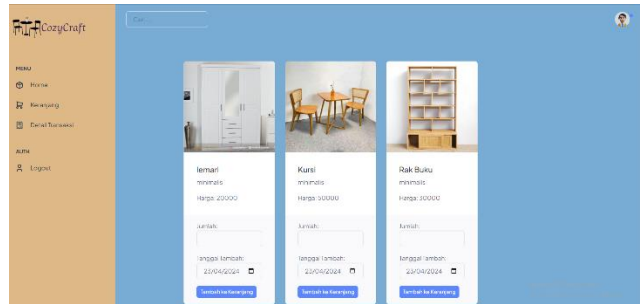 CozyCraft
Cari...
MENU
Home
Keranjang
Detail Transaksi
AUTH
Logout
lemari
minimalis
Harga: 20000
Jumlah:
Tanggal Tambah:
23/04/2024
Tambah ke Keranjang
Kursi
minimalis
Harga: 50000
Jumlah:
Tanggal Tambah:
23/04/2024
Tambah ke Keranjang
Rak Buku
minimalis
Harga: 30000
Jumlah:
Tanggal Tambah:
23/04/2024
Tambah ke Keranjang